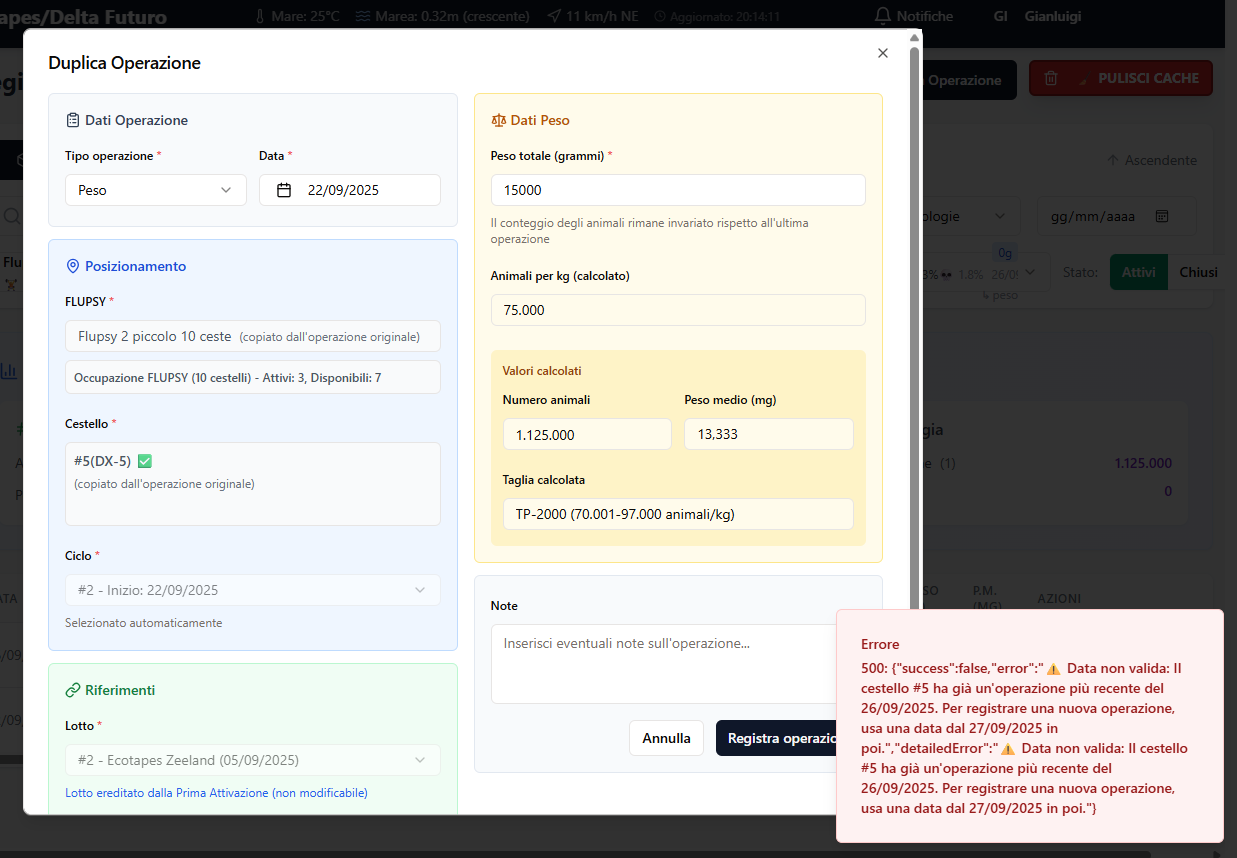 apes/Delta Futuro
Mare: 25°C
Marea: 0.32m (crescente)
11 km/h NE
Aggiornato: 20:14:11
Notifiche
GI
Gianluigi
Duplica Operazione
Operazione
PULISCI CACHE
Dati Operazione
Tipo operazione *
Data *
Peso
22/09/2025
Posizionamento
FLUPSY *
Flupsy 2 piccolo 10 ceste (copiato dall'operazione originale)
Occupazione FLUPSY (10 cestelli) - Attivi: 3, Disponibili: 7
Cestello *
#5(DX-5) ✅
(copiato dall'operazione originale)
Ciclo *
#2 - Inizio: 22/09/2025
Selezionato automaticamente
Riferimenti
Lotto *
#2 - Ecotapes Zeeland (05/09/2025)
Lotto ereditato dalla Prima Attivazione (non modificabile)
Dati Peso
Peso totale (grammi) *
15000
Il conteggio degli animali rimane invariato rispetto all'ultima
operazione
Animali per kg (calcolato)
75.000
Valori calcolati
Numero animali
Peso medio (mg)
1.125.000
13,333
Taglia calcolata
TP-2000 (70.001-97.000 animali/kg)
Note
Inserisci eventuali note sull'operazione...
Annulla
Registra operazio
Ascendente
ologie
gg/mm/aaaa
0g
3% 1.8% 26/0
peso
Stato:
Attivi
Chiusi
gia
e (1)
1.125.000
0
SO
P.M.
(MG)
AZIONI
Errore
500: {"success":false,"error":"⚠️ Data non valida: Il
cestello #5 ha già un'operazione più recente del
26/09/2025. Per registrare una nuova operazione,
usa una data dal 27/09/2025 in
poi.","detailedError":"⚠️ Data non valida: Il cestello
#5 ha già un'operazione più recente del
26/09/2025. Per registrare una nuova operazione,
usa una data dal 27/09/2025 in poi."}